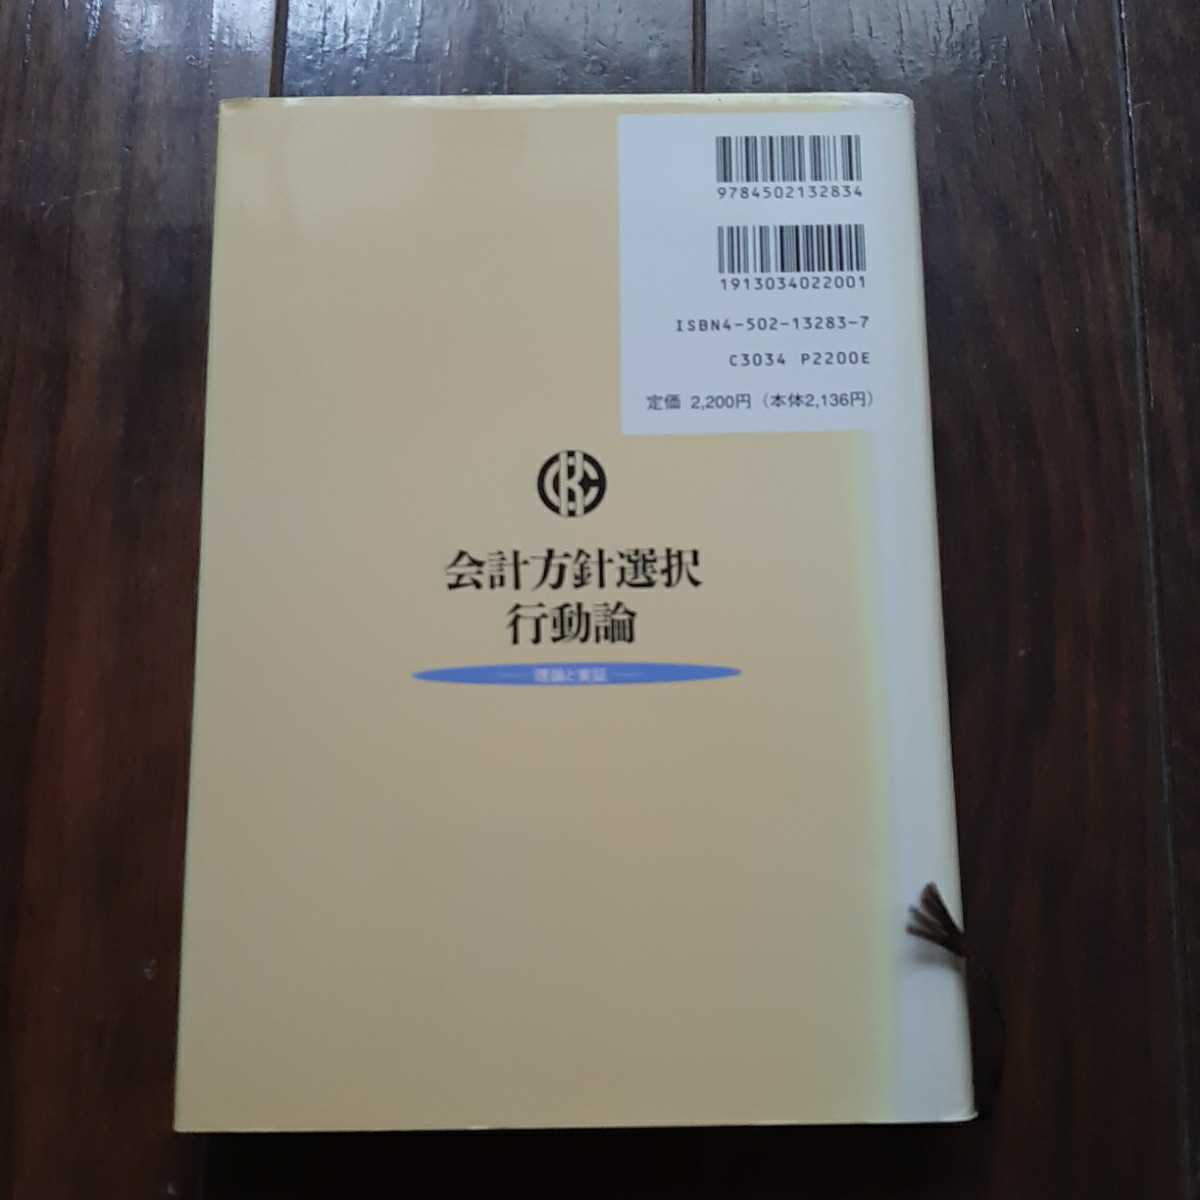 9784502132834
1913034022001
ISBN4-502-13283-7
C3034 P2200E
定価 2,200円（本体2,136円）
会計方針選択
行動論
理論と実証